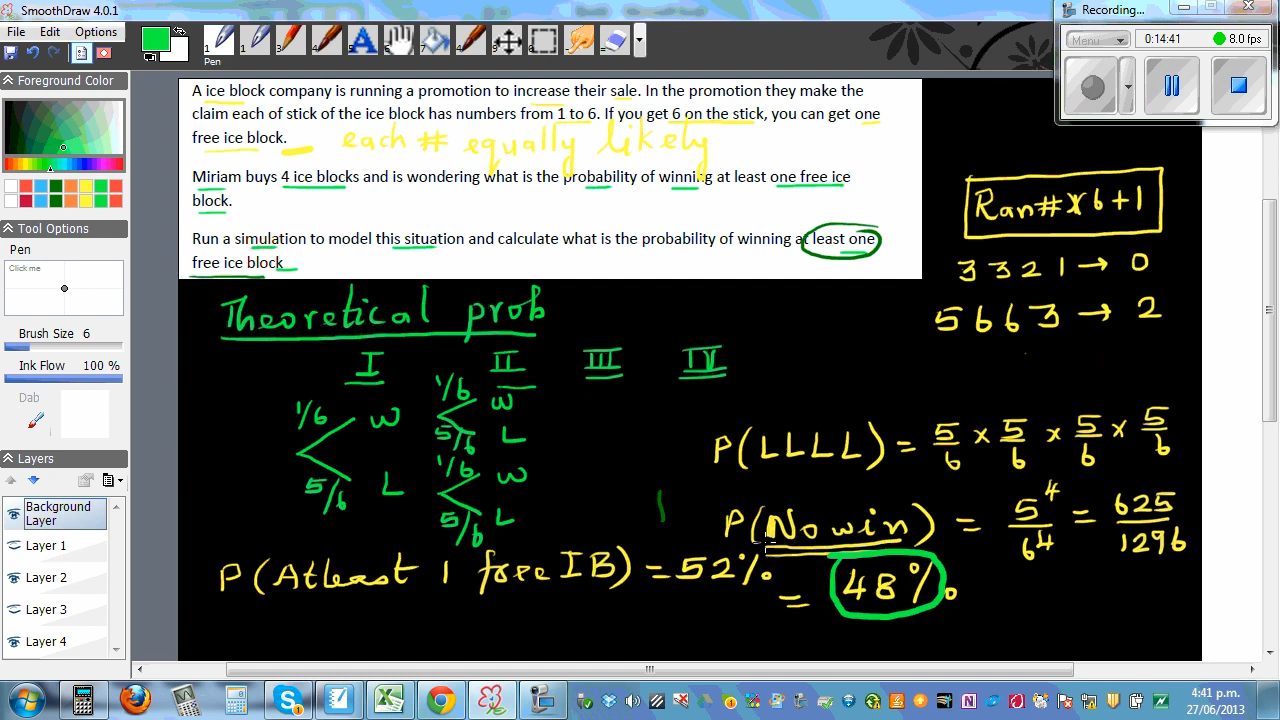 SmoothDraw 4.0.1
File Edit Options
Pen
Foreground Color
Tool Options
Pen
Click me
Brush Size 6
Ink Flow 100 %
Dab
Layers
Background Layer
Layer 1
Layer 2
Layer 3
Layer 4
Recording...
Menu
0:14:41
8.0 fps
A ice block company is running a promotion to increase their sale. In the promotion they make the
claim each of stick of the ice block has numbers from 1 to 6. If you get 6 on the stick, you can get one
free ice block.
each # equally likely
Miriam buys 4 ice blocks and is wondering what is the probability of winning at least one free ice
block.
Run a simulation to model this situation and calculate what is the probability of winning at least one
free ice block
Ran# x 6 + 1
3 3 2 1 → 0
5 6 6 3 → 2
Theoretical prob
I II III IV
1/6 W 1/6 W
5/6 L
5/6 L 1/6 W
5/6 L
P(LLLL) = 5/6 × 5/6 × 5/6 × 5/6
P(No win) = 5^4/6^4 = 625/1296
= 48%
P(Atleast 1 free IB) = 52%
4:41 p.m.
27/06/2013